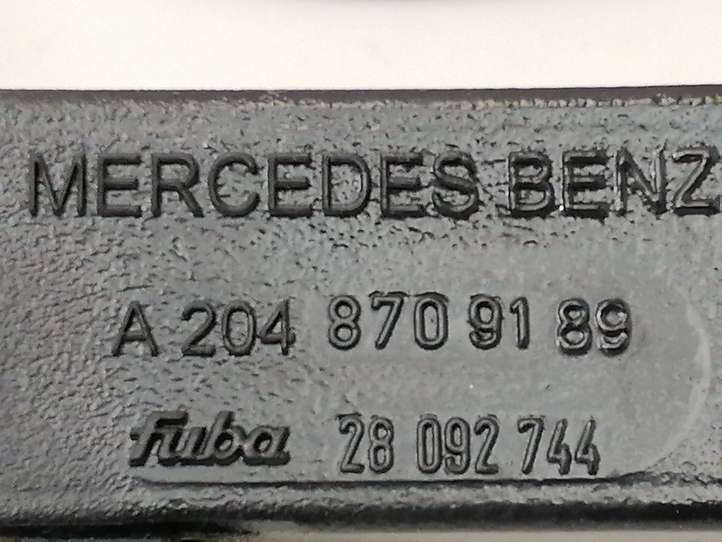 MERCEDES BENZ
A 204 870 91 89
fuba 28 092 744